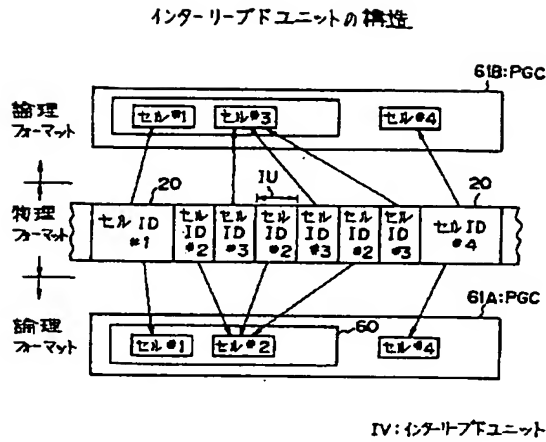 インターリーブドユニットの構造
61B:PGC
論理
フォーマット
セル#1
セル#3
セル#4
20
IU
20
物理
フォーマット
セル ID #1
セル ID #2
セル ID #3
セル ID #2
セル ID #3
セル ID #2
セル ID #3
セル ID #4
61A:PGC
論理
フォーマット
60
セル#1
セル#2
セル#4
IV:インターリーブドユニット